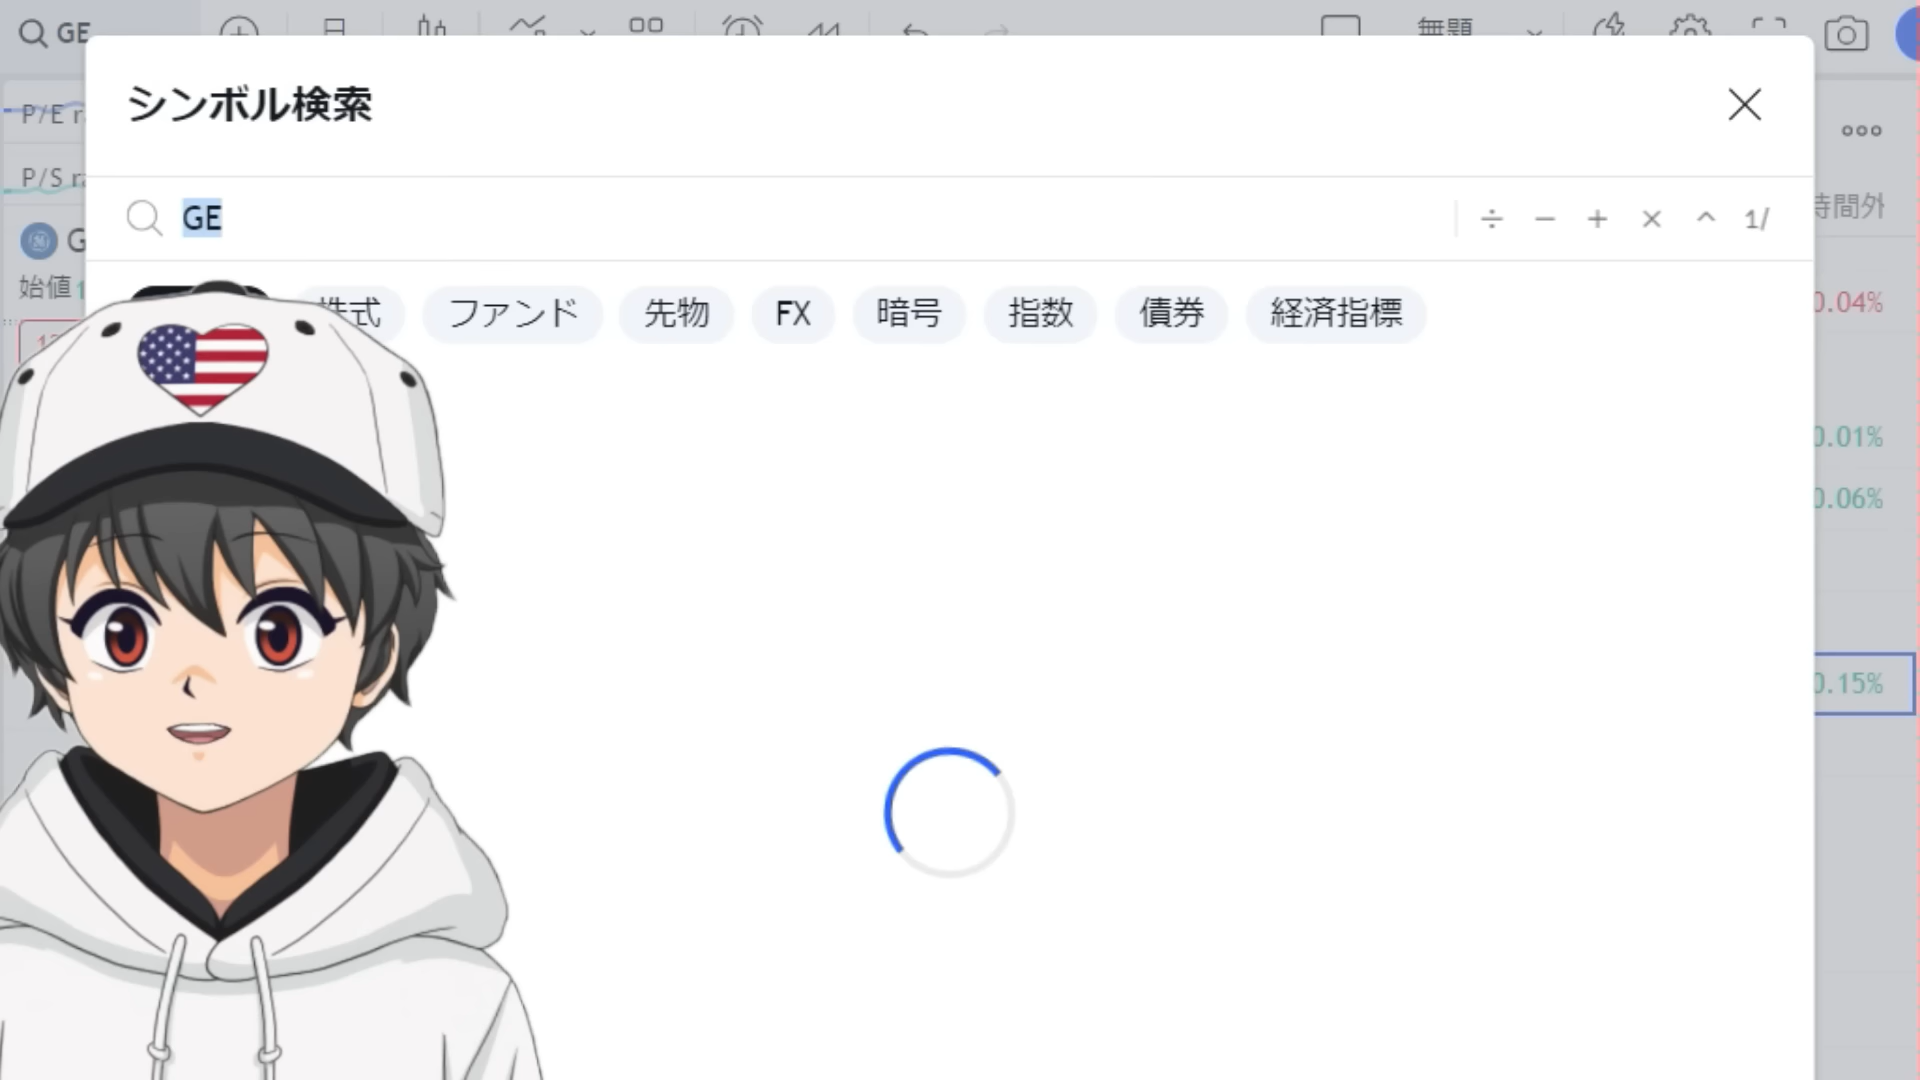 GE
無題
シンボル検索
P/E r
P/S r
GE
÷ − + × ^ 1/
時間外
G
始値
株式 ファンド 先物 FX 暗号 指数 債券 経済指標
0.04%
0.01%
0.06%
0.15%